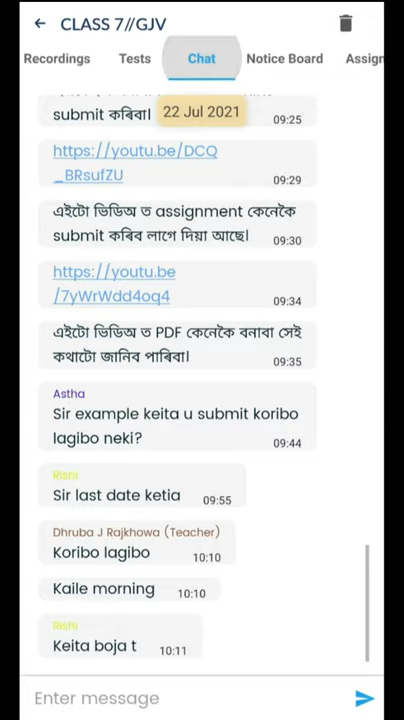 CLASS 7//GJV
Recordings Tests Chat Notice Board Assign
22 Jul 2021
submit কৰিবা।
09:25
https://youtu.be/DCQ
_BRsufZU
09:29
এইটো ভিডিঅ ত assignment কেনেকৈ
submit কৰিব লাগে দিয়া আছে।
09:30
https://youtu.be
/7yWrWdd4oq4
09:34
এইটো ভিডিঅ ত PDF কেনেকৈ বনাবা সেই
কথাটো জানিব পাৰিবা।
09:35
Astha
Sir example keita u submit koribo
lagibo neki?
09:44
Rishi
Sir last date ketia
09:55
Dhruba J Rajkhowa (Teacher)
Koribo lagibo
10:10
Kaile morning
10:10
Rishi
Keita boja t
10:11
Enter message